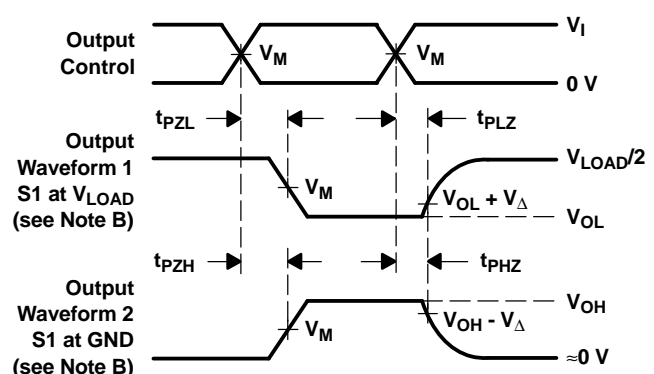 Output
Control
V_I
V_M
V_M
0 V
t_PZL
t_PLZ
Output
Waveform 1
S1 at V_LOAD
(see Note B)
V_LOAD/2
V_M
V_OL + V_Δ
V_OL
t_PZH
t_PHZ
Output
Waveform 2
S1 at GND
(see Note B)
V_OH
V_M
V_OH - V_Δ
≈0 V